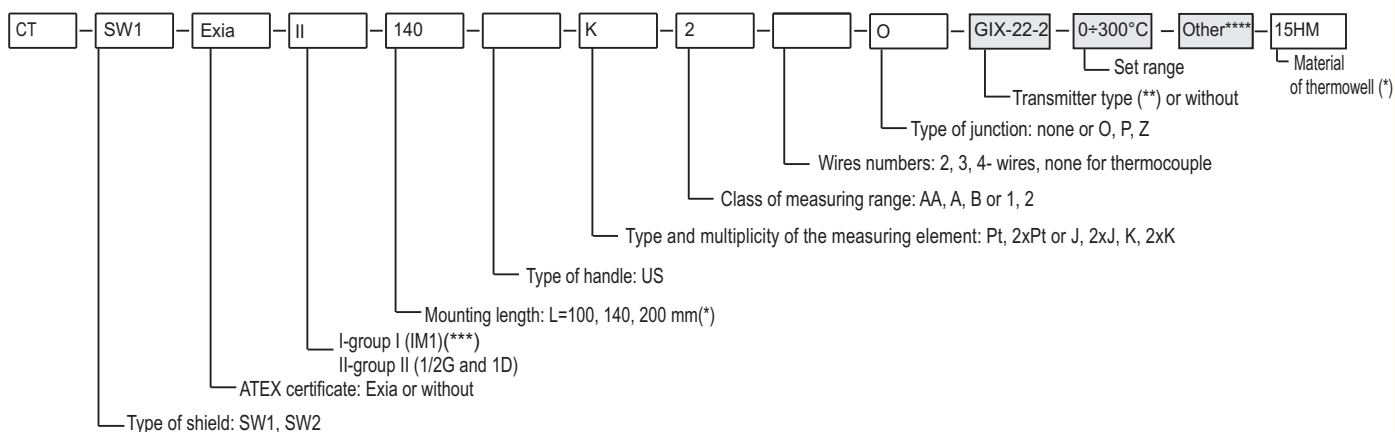 CT – SW1 – Exia – II – 140 – – K – 2 – – O – GIX-22-2 – 0÷300°C – Other**** – 15HM
Material
of thermowell (*)
Set range
Transmitter type (**) or without
Type of junction: none or O, P, Z
Wires numbers: 2, 3, 4- wires, none for thermocouple
Class of measuring range: AA, A, B or 1, 2
Type and multiplicity of the measuring element: Pt, 2xPt or J, 2xJ, K, 2xK
Type of handle: US
Mounting length: L=100, 140, 200 mm(*)
I-group I (IM1)(***)
II-group II (1/2G and 1D)
ATEX certificate: Exia or without
Type of shield: SW1, SW2